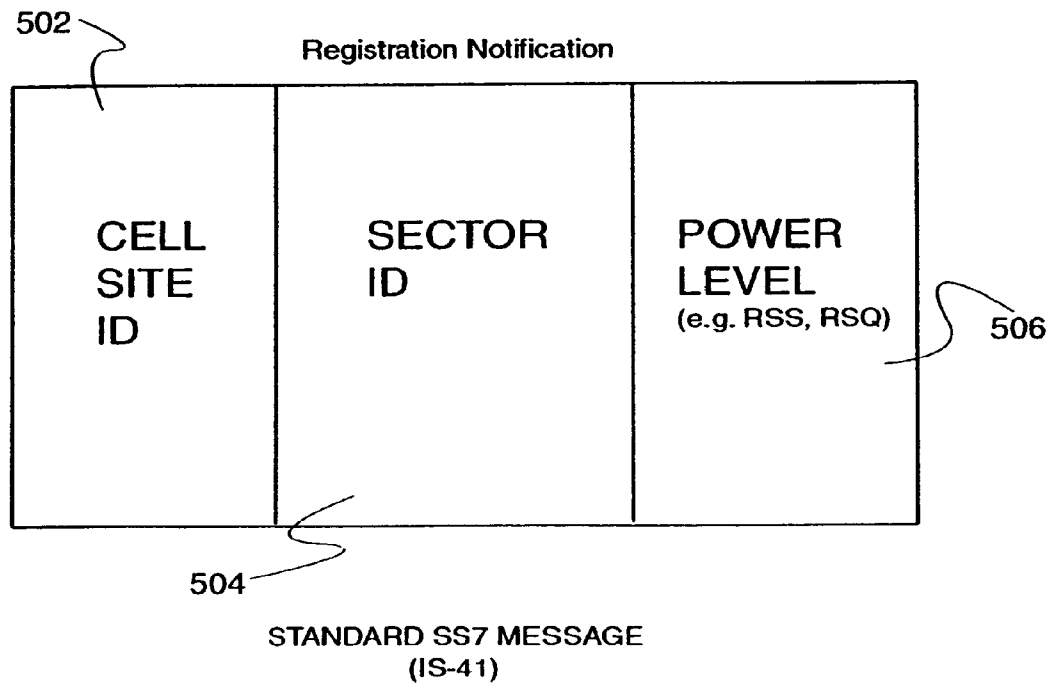 502
Registration Notification
CELL
SITE
ID
SECTOR
ID
POWER
LEVEL
(e.g. RSS, RSQ)
506
504
STANDARD SS7 MESSAGE
(IS-41)